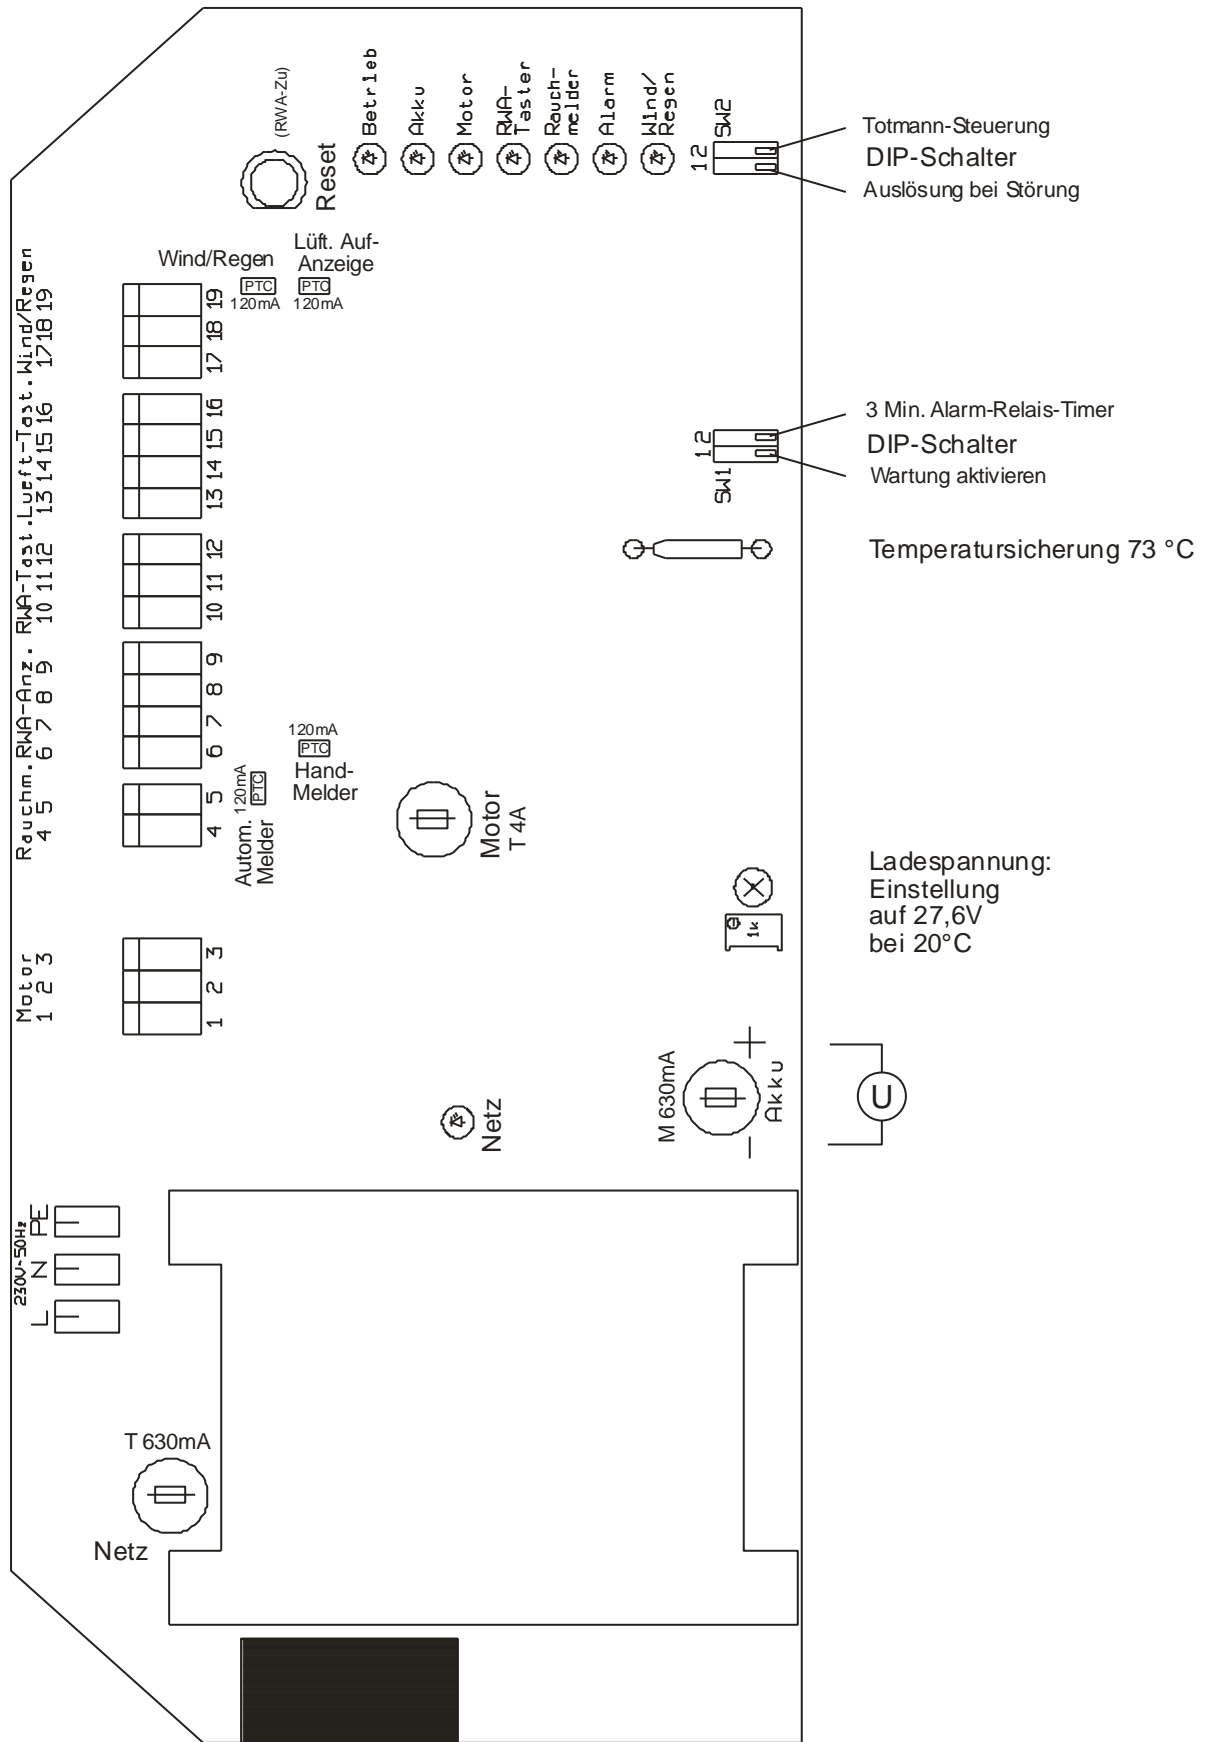 (RWA-Zu)
Reset
Betrieb
Akku
Motor
RWA-
Taster
Rauch-
melder
Alarm
Wind/
Regen
SW2
1 2
Totmann-Steuerung
DIP-Schalter
Auslösung bei Störung
Wind/Regen
PTC
120mA
Lüft. Auf-
Anzeige
PTC
120mA
Rauchm. RWA-Anz. RWA-Tast. Lueft-Tast. Wind/Regen
4 5 6 7 8 9 10 11 12 13 14 15 16 17 18 19
19
18
17
16
15
14
13
12
11
10
9
8
7
6
5
4
3 Min. Alarm-Relais-Timer
DIP-Schalter
Wartung aktivieren
1 2
SW1
Temperatursicherung 73 °C
120mA
PTC
Hand-
Melder
120mA
PTC
Autom.
Melder
Motor
T 4A
Ladespannung:
Einstellung
auf 27,6V
bei 20°C
1k
Motor
1 2 3
3
2
1
M 630mA
+
Akku
-
U
Netz
230V~50Hz
PE
N
L
T 630mA
Netz